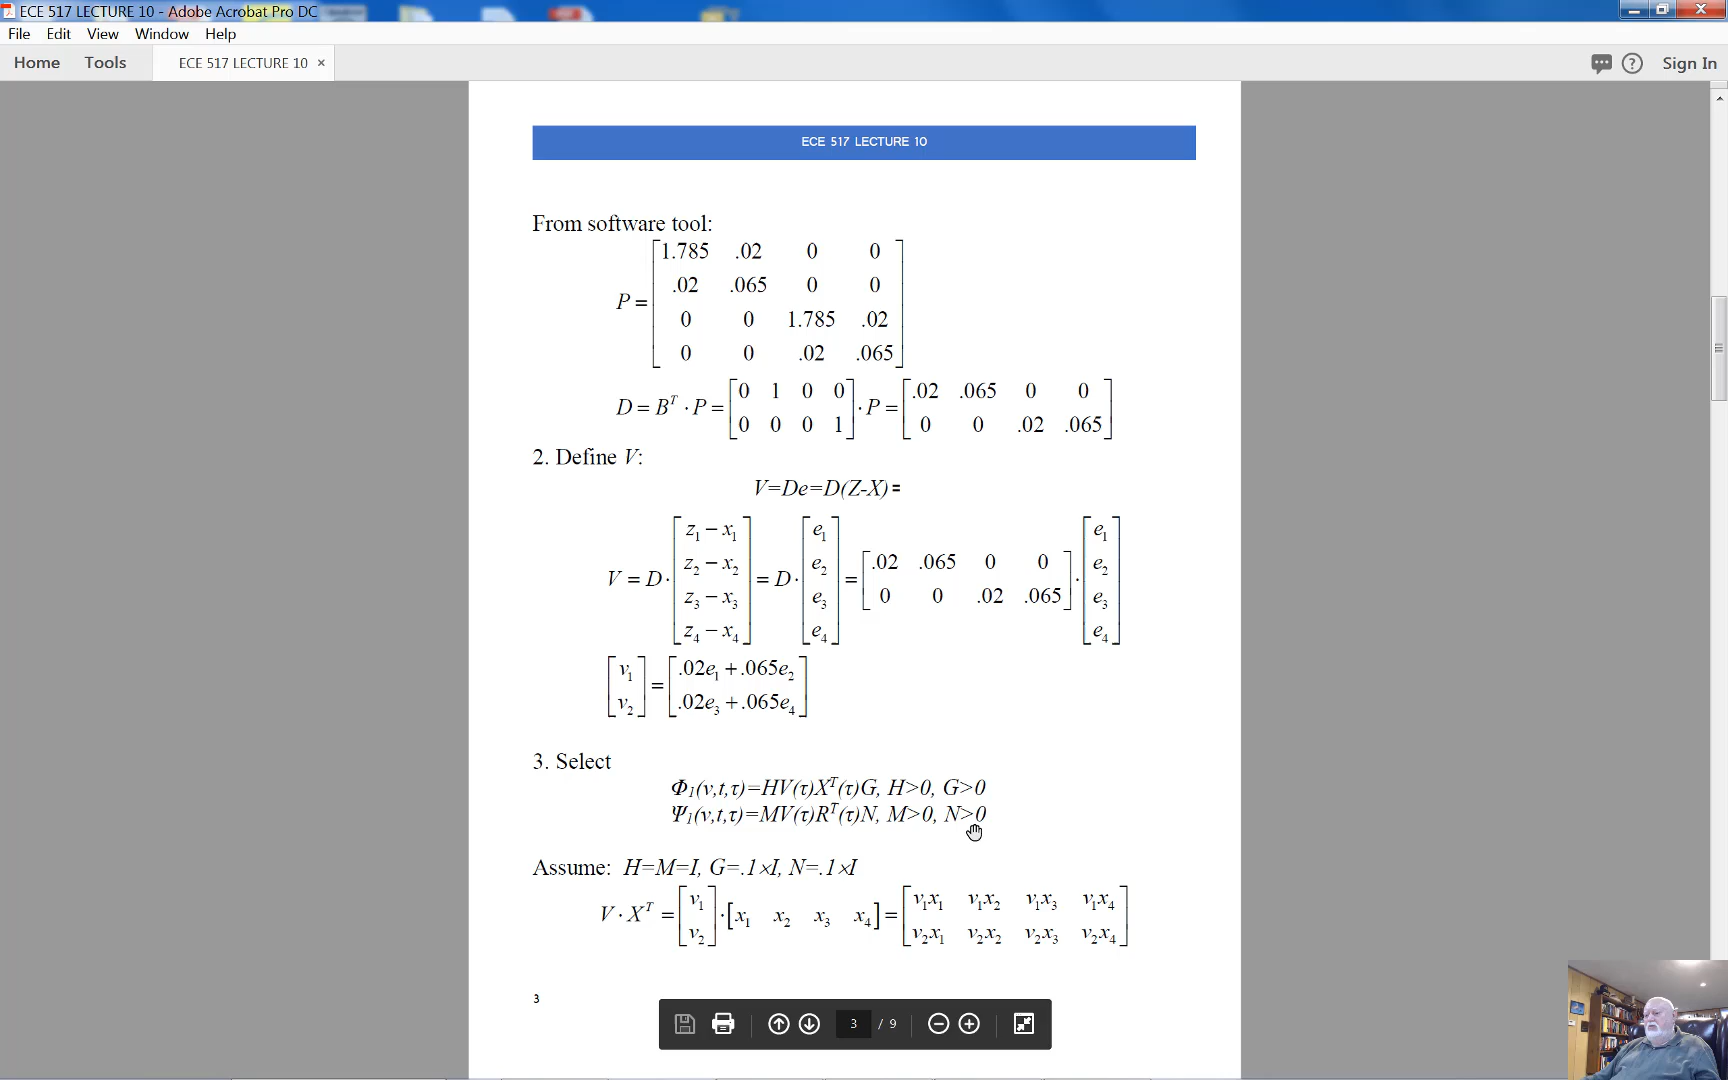 ECE 517 LECTURE 10 - Adobe Acrobat Pro DC
File Edit View Window Help
Home Tools ECE 517 LECTURE 10 × Sign In
ECE 517 LECTURE 10
From software tool:
P = [1.785 .02 0 0
.02 .065 0 0
0 0 1.785 .02
0 0 .02 .065]
D = B^T · P = [0 1 0 0; 0 0 0 1] · P = [.02 .065 0 0; 0 0 .02 .065]
2. Define V:
V=De=D(Z-X)=
V = D · [z₁ − x₁; z₂ − x₂; z₃ − x₃; z₄ − x₄] = D · [e₁; e₂; e₃; e₄] = [.02 .065 0 0; 0 0 .02 .065] · [e₁; e₂; e₃; e₄]
[v₁; v₂] = [.02e₁ + .065e₂; .02e₃ + .065e₄]
3. Select
Φ₁(v,t,τ)=HV(τ)X^T(τ)G, H>0, G>0
Ψ₁(v,t,τ)=MV(τ)R^T(τ)N, M>0, N>0
Assume: H=M=I, G=.1×I, N=.1×I
V · X^T = [v₁; v₂] · [x₁ x₂ x₃ x₄] = [v₁x₁ v₁x₂ v₁x₃ v₁x₄; v₂x₁ v₂x₂ v₂x₃ v₂x₄]
3
3 / 9